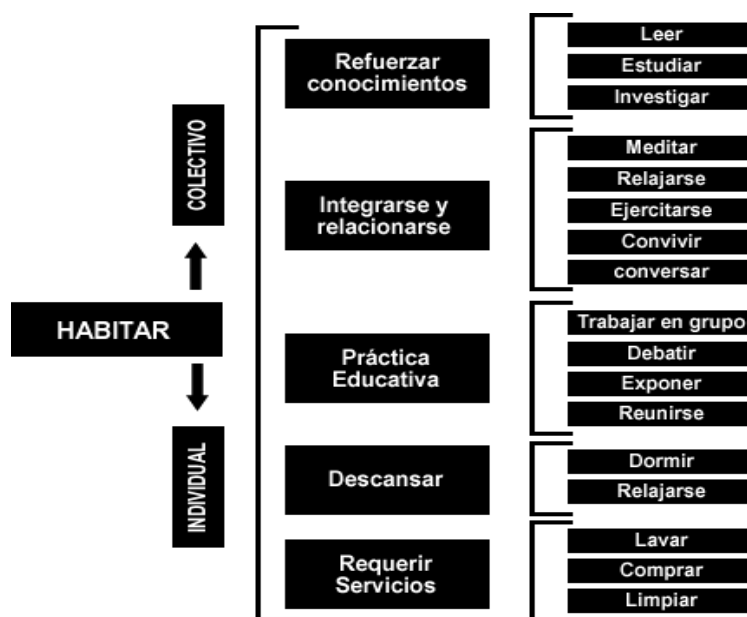 HABITAR
COLECTIVO
INDIVIDUAL
Refuerzar
conocimientos
Leer
Estudiar
Investigar
Integrarse y
relacionarse
Meditar
Relajarse
Ejercitarse
Convivir
conversar
Práctica
Educativa
Trabajar en grupo
Debatir
Exponer
Reunirse
Descansar
Dormir
Relajarse
Requerir
Servicios
Lavar
Comprar
Limpiar